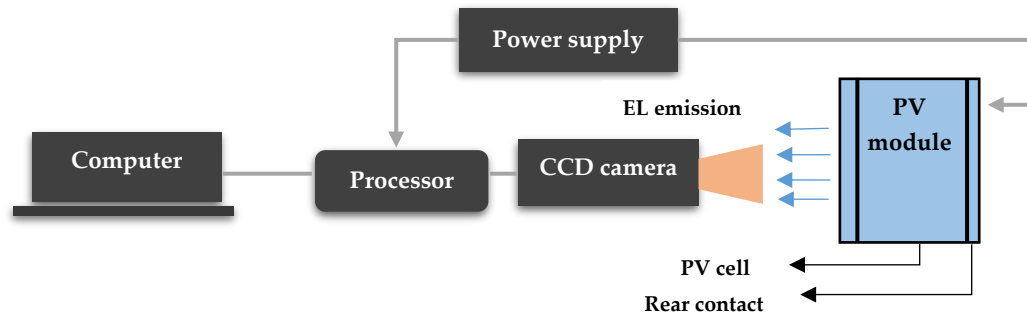 Power supply
EL emission
PV
module
Computer
Processor
CCD camera
PV cell
Rear contact